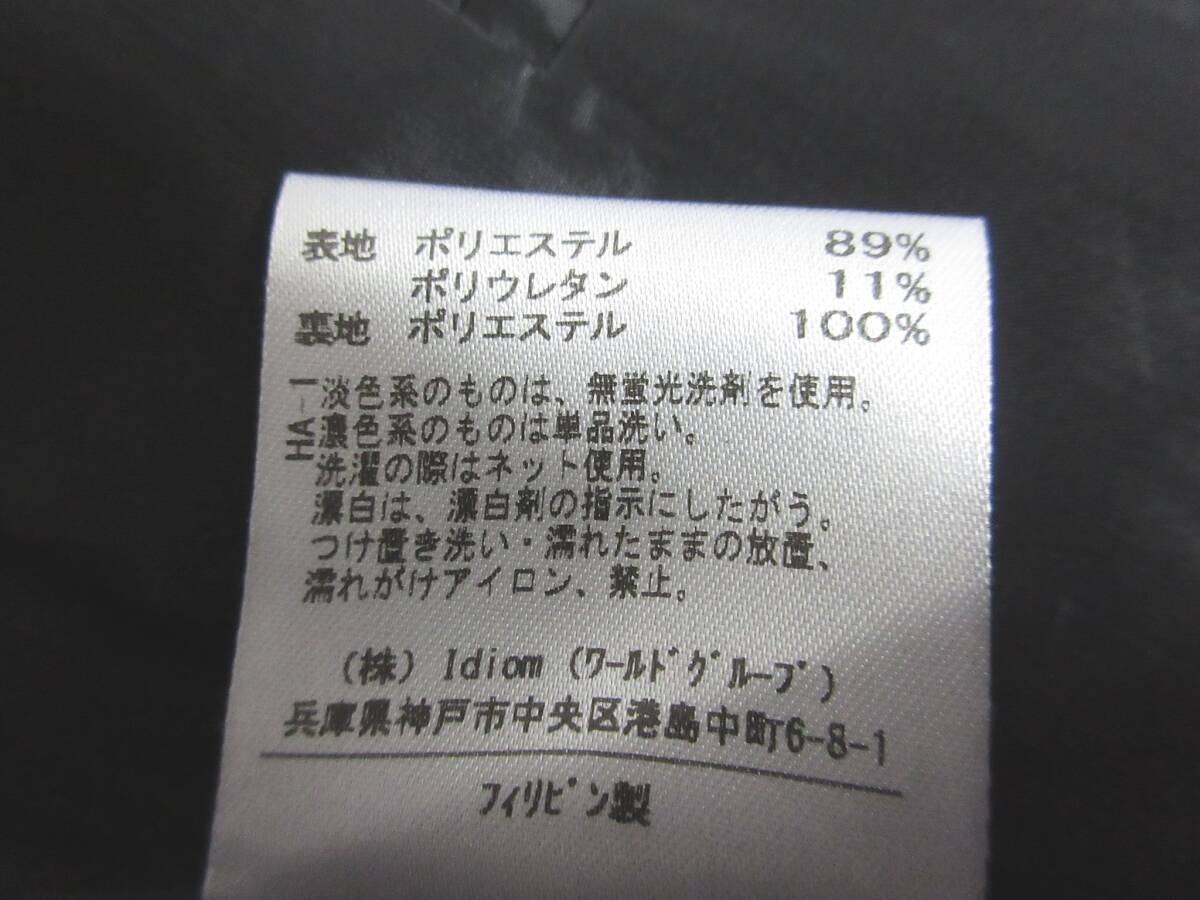 表地 ポリエステル 89%
ポリウレタン 11%
裏地 ポリエステル 100%
HA-1
淡色系のものは、無蛍光洗剤を使用。
濃色系のものは単品洗い。
洗濯の際はネット使用。
漂白は、漂白剤の指示にしたがう。
つけ置き洗い・濡れたままの放置、
濡れがけアイロン、禁止。
(株) Idiom (ワールドグループ)
兵庫県神戸市中央区港島中町6-8-1
フィリピン製